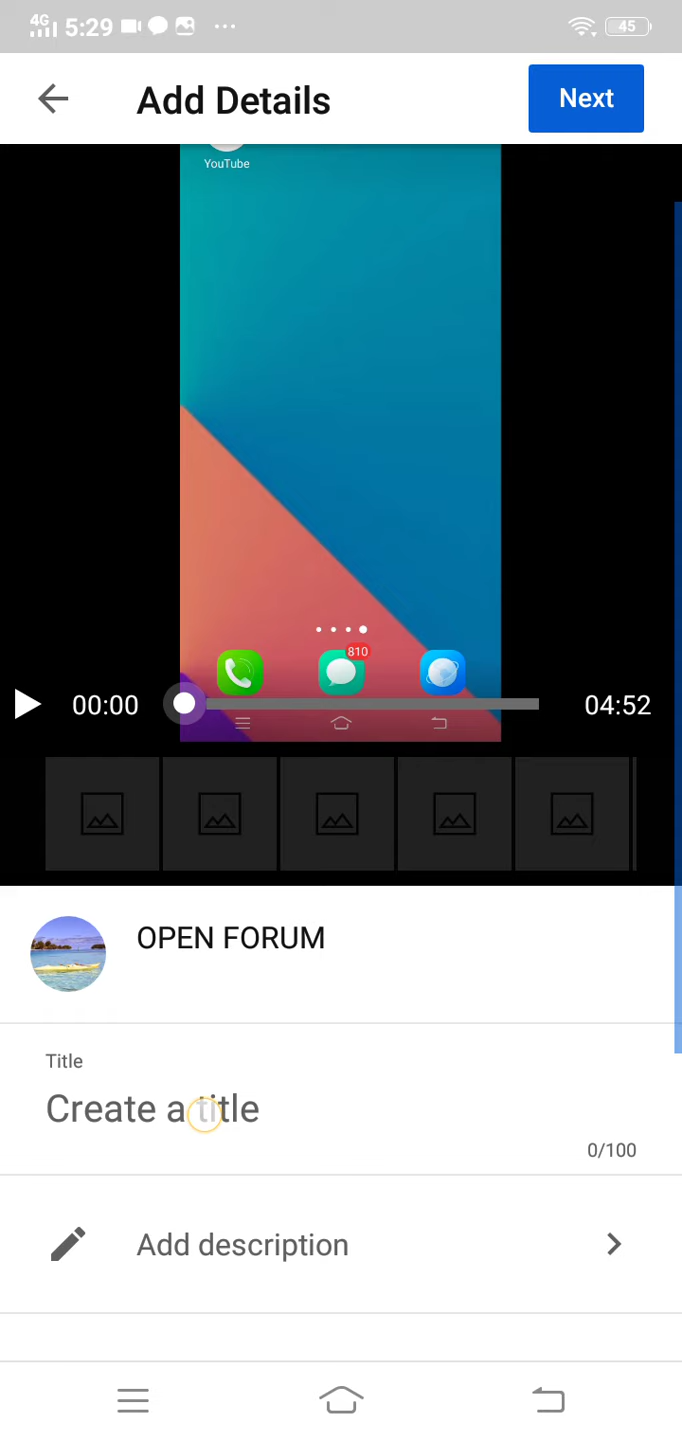 4G 5:29 ... 45
Add Details Next
YouTube
810
00:00 04:52
OPEN FORUM
Title
Create a title
0/100
Add description